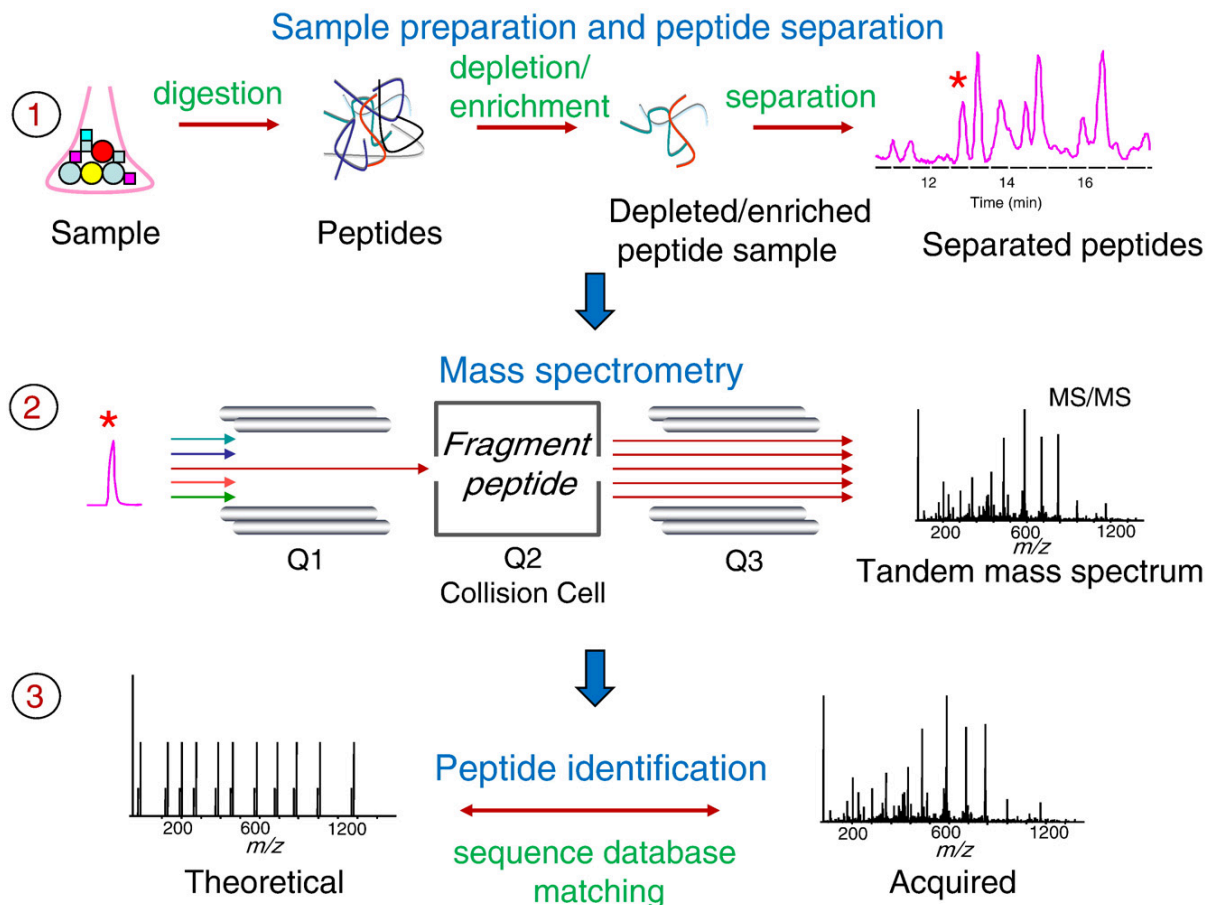 Sample preparation and peptide separation
1
digestion
depletion/
enrichment
separation
*
12 14 16
Time (min)
Sample
Peptides
Depleted/enriched
peptide sample
Separated peptides
Mass spectrometry
2
*
Fragment
peptide
MS/MS
200 600 1200
m/z
Q1
Q2
Q3
Collision Cell
Tandem mass spectrum
3
Peptide identification
200 600 1200
m/z
Theoretical
sequence database
matching
200 600 1200
m/z
Acquired